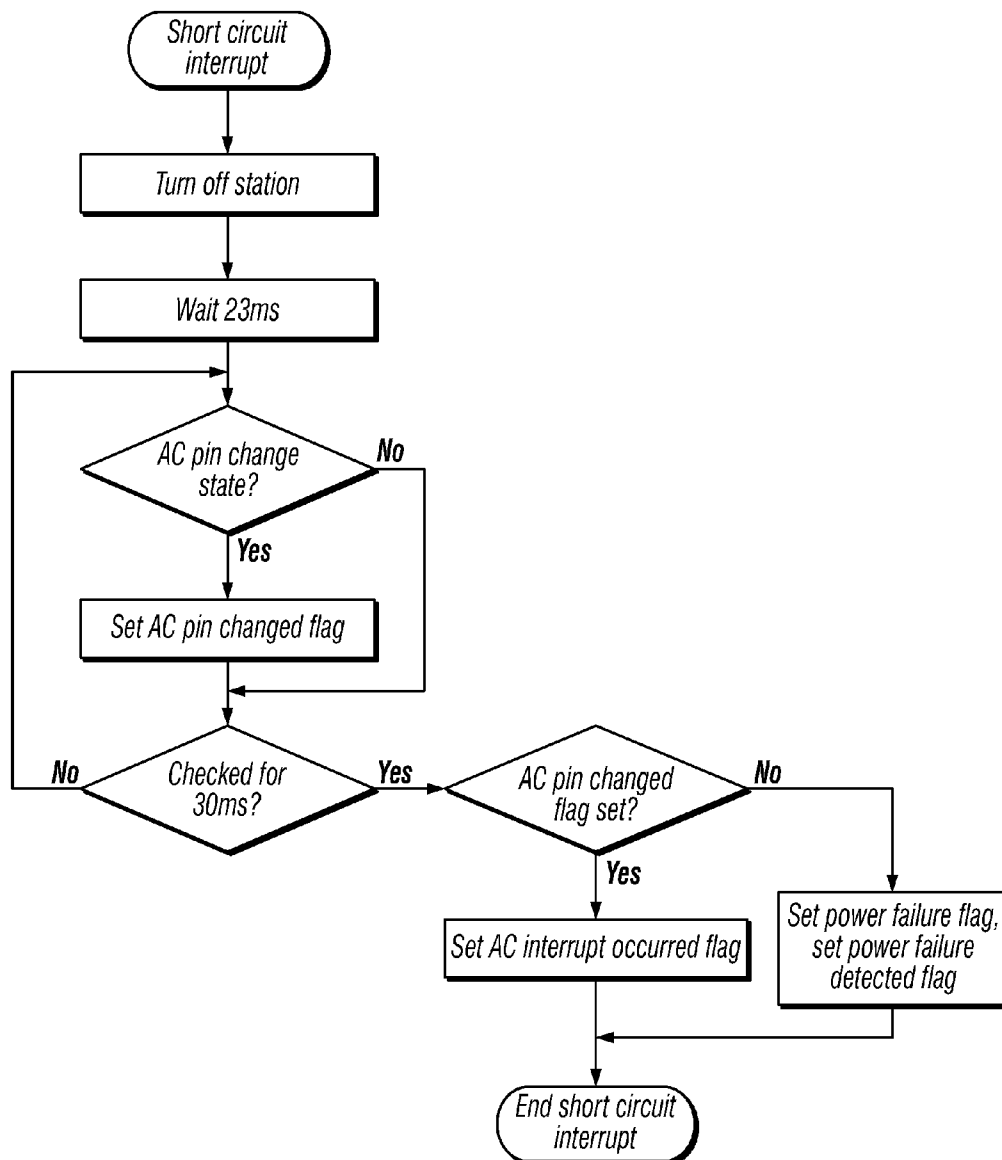 Short circuit
interrupt
Turn off station
Wait 23ms
AC pin change
state?
No
Yes
Set AC pin changed flag
No
Checked for
30ms?
Yes
AC pin changed
flag set?
No
Yes
Set AC interrupt occurred flag
Set power failure flag,
set power failure
detected flag
End short circuit
interrupt